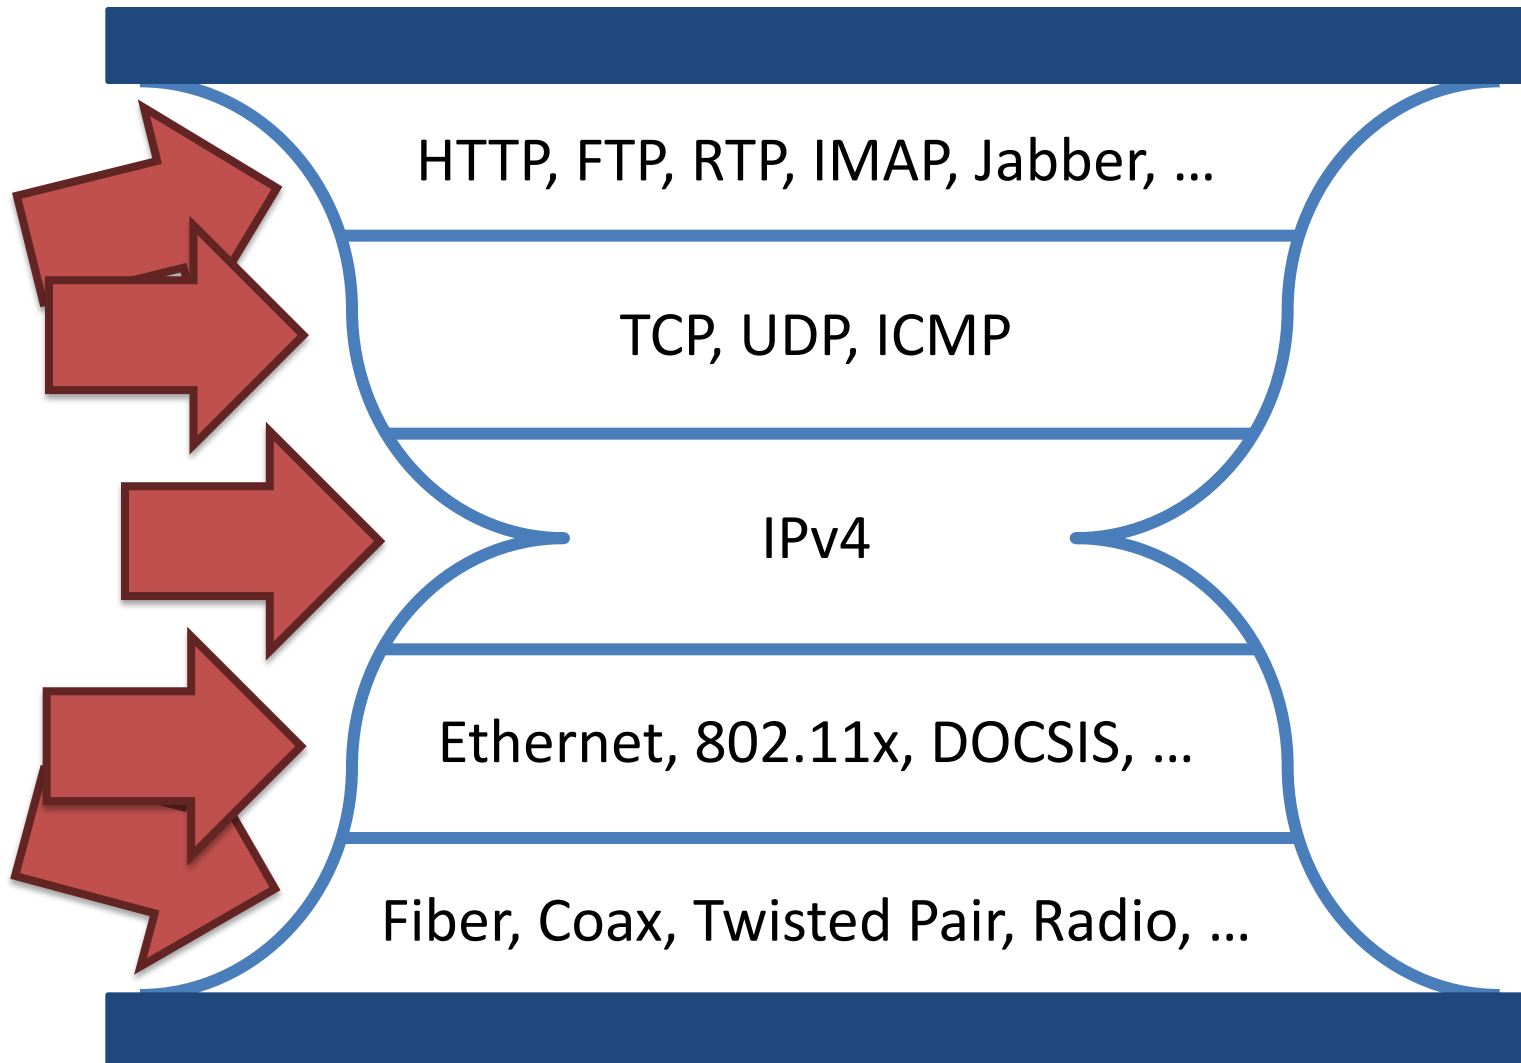 HTTP, FTP, RTP, IMAP, Jabber, …
TCP, UDP, ICMP
IPv4
Ethernet, 802.11x, DOCSIS, …
Fiber, Coax, Twisted Pair, Radio, …